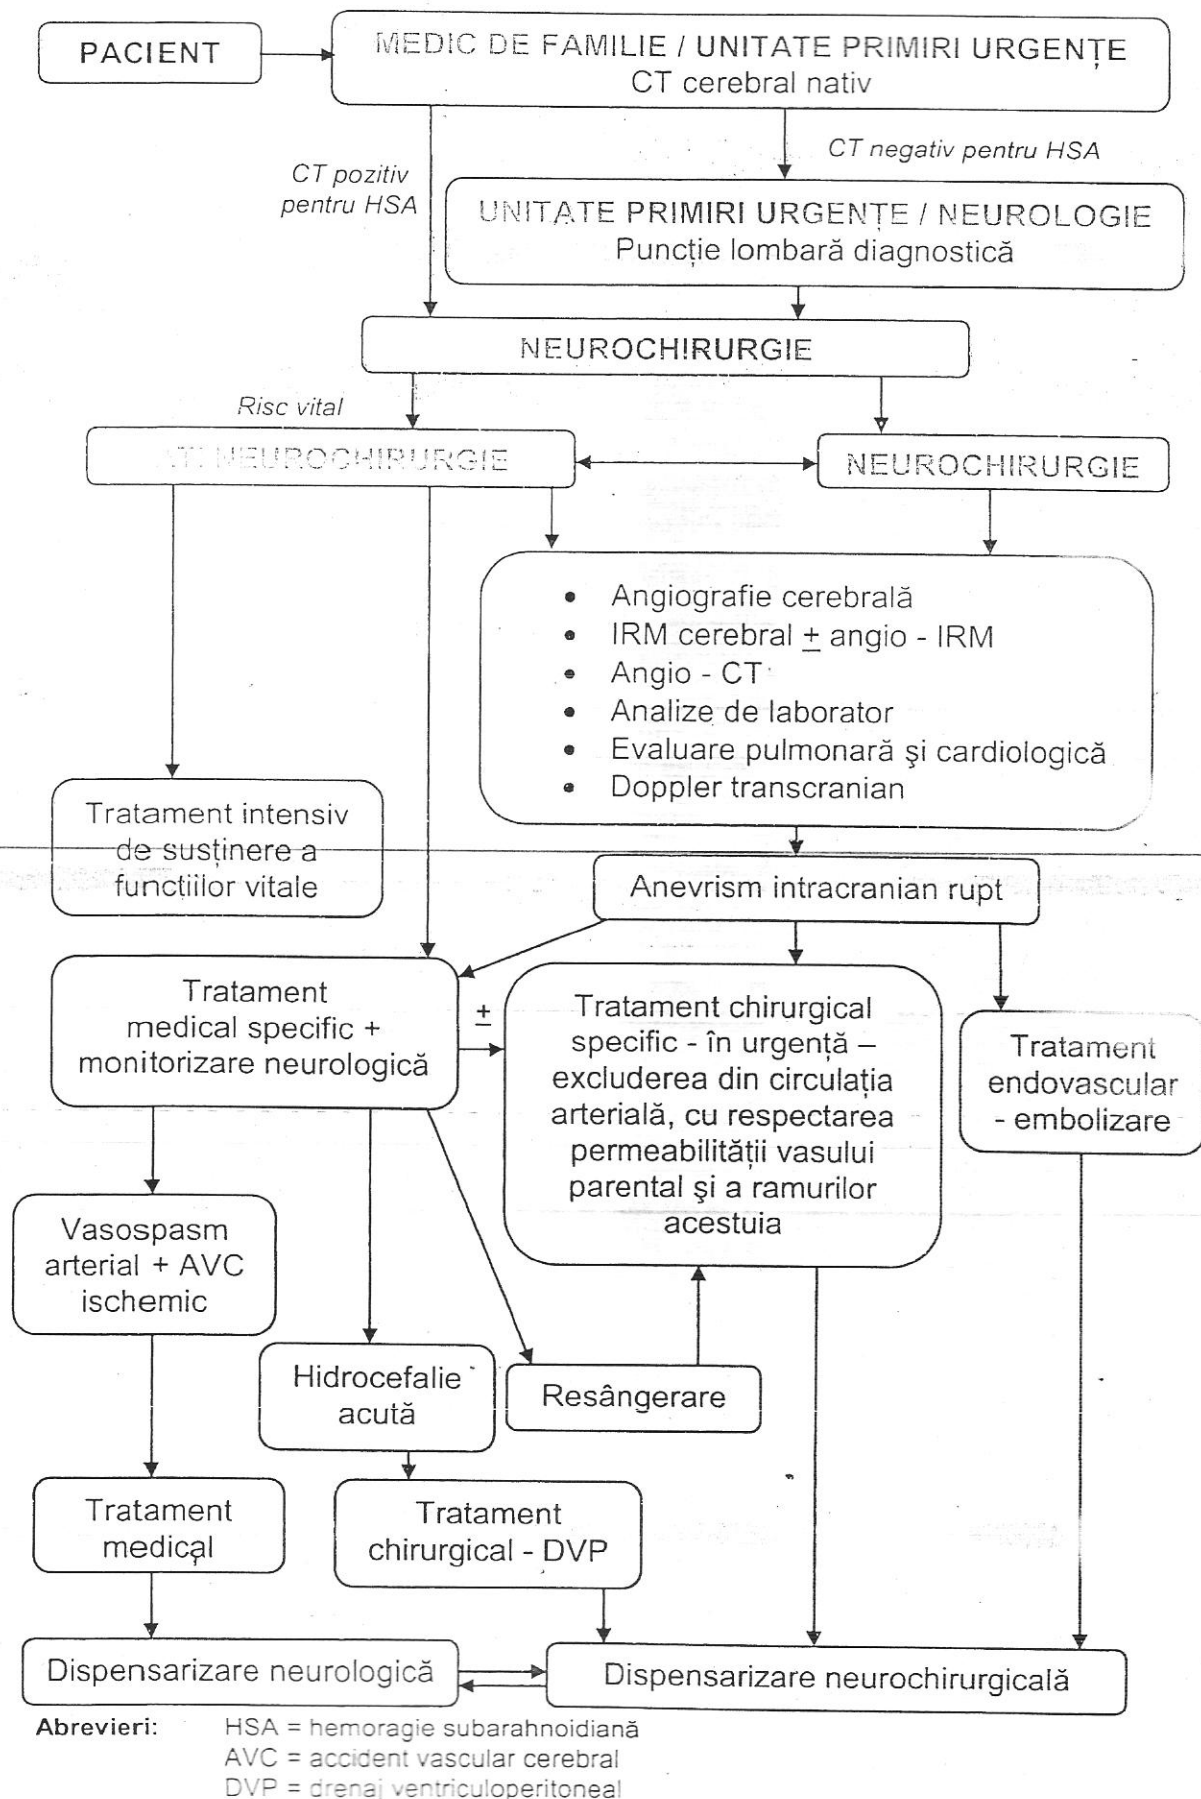 PACIENT
MEDIC DE FAMILIE / UNITATE PRIMIRI URGENȚE
CT cerebral nativ
CT pozitiv
pentru HSA
CT negativ pentru HSA
UNITATE PRIMIRI URGENȚE / NEUROLOGIE
Puncție lombară diagnostică
NEUROCHIRURGIE
Risc vital
ATI NEUROCHIRURGIE
NEUROCHIRURGIE
• Angiografie cerebrală
• IRM cerebral ± angio - IRM
• Angio - CT
• Analize de laborator
• Evaluare pulmonară şi cardiologică
• Doppler transcranian
Tratament intensiv
de susținere a
funcțiilor vitale
Anevrism intracranian rupt
Tratament
medical specific +
monitorizare neurologică
±
Tratament chirurgical
specific - în urgență –
excluderea din circulația
arterială, cu respectarea
permeabilității vasului
parental şi a ramurilor
acestuia
Tratament
endovascular
- embolizare
Vasospasm
arterial + AVC
ischemic
Hidrocefalie
acută
Resângerare
Tratament
medical
Tratament
chirurgical - DVP
Dispensarizare neurologică
Dispensarizare neurochirurgicală
Abrevieri: HSA = hemoragie subarahnoidiană
AVC = accident vascular cerebral
DVP = drenaj ventriculoperitoneal